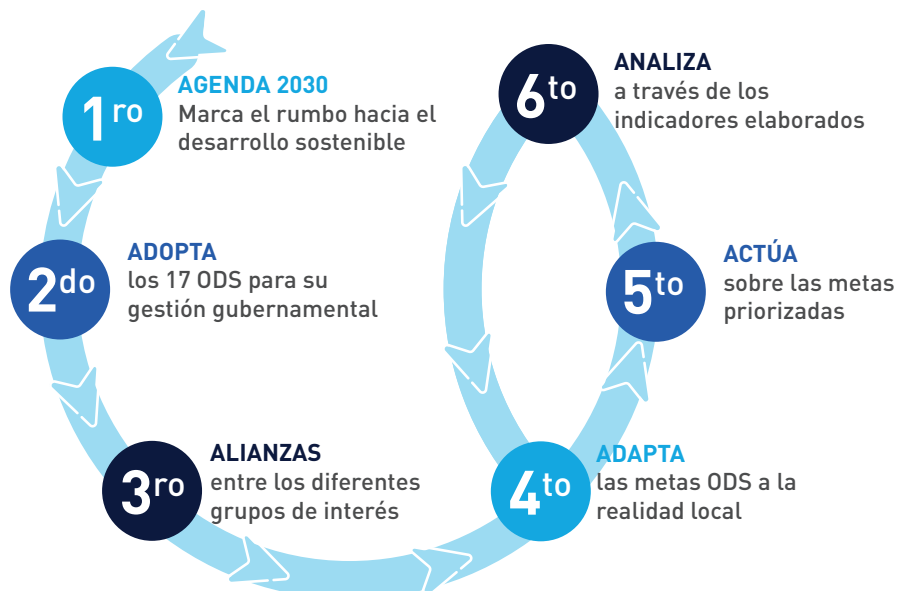 1ro
AGENDA 2030
Marca el rumbo hacia el
desarrollo sostenible
2do
ADOPTA
los 17 ODS para su
gestión gubernamental
3ro
ALIANZAS
entre los diferentes
grupos de interés
4to
ADAPTA
las metas ODS a la
realidad local
5to
ACTÚA
sobre las metas
priorizadas
6to
ANALIZA
a través de los
indicadores elaborados